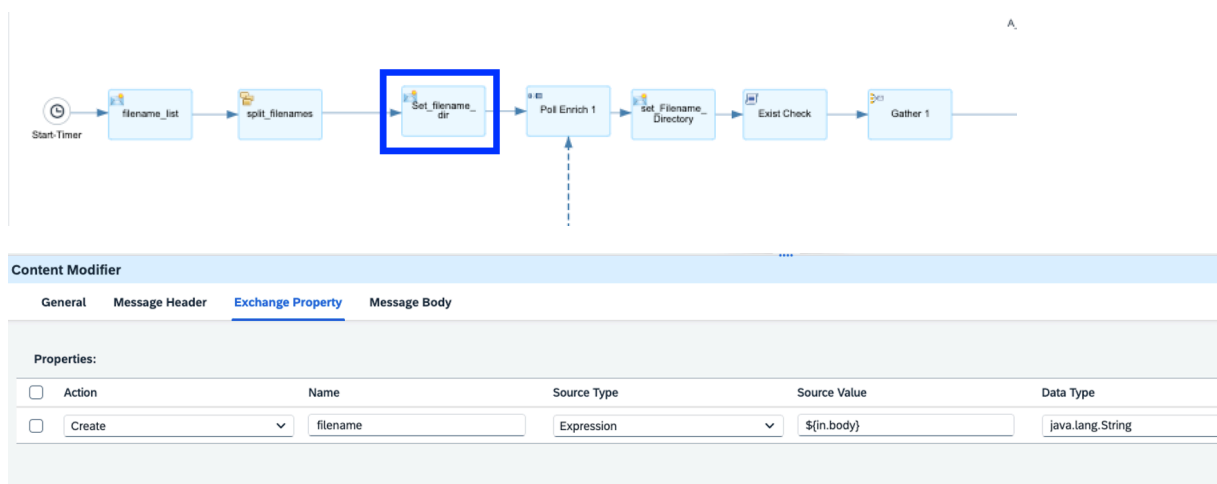 A_
Start-Timer
filename_list
split_filenames
Set_filename_
dir
Poll Enrich 1
set_Filename_
Directory
Exist Check
Gather 1
Content Modifier
General Message Header Exchange Property Message Body
Properties:
Action Name Source Type Source Value Data Type
Create filename Expression ${in.body} java.lang.String